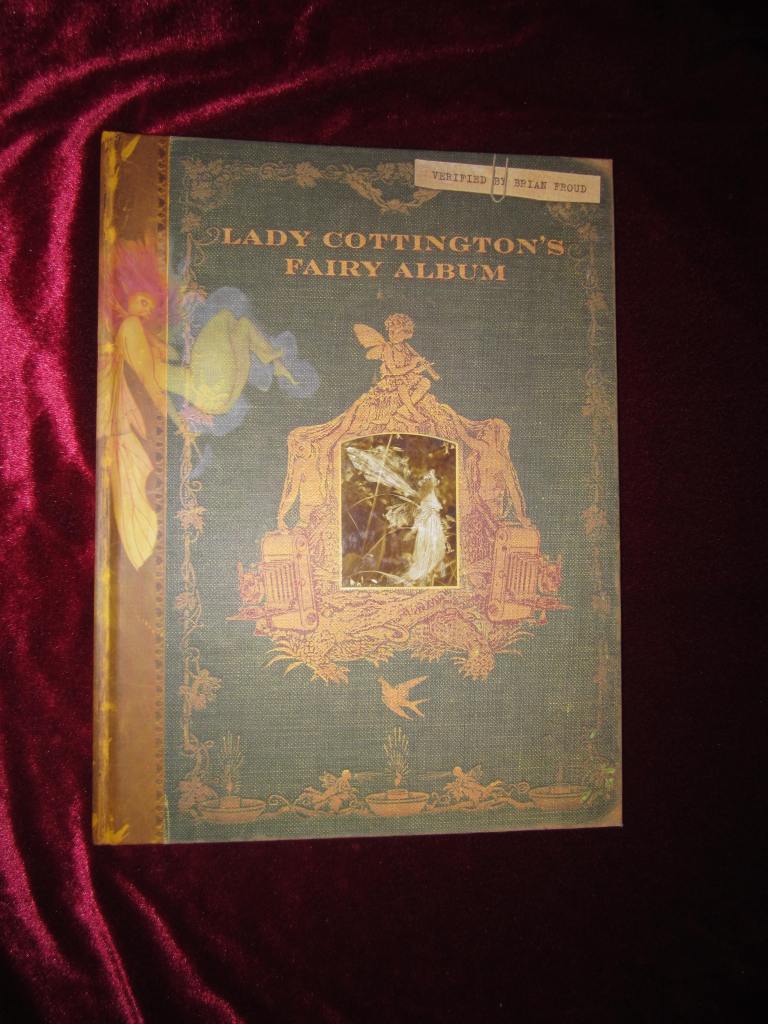 VERIFIED BY BRIAN FROUD
LADY COTTINGTON'S
FAIRY ALBUM